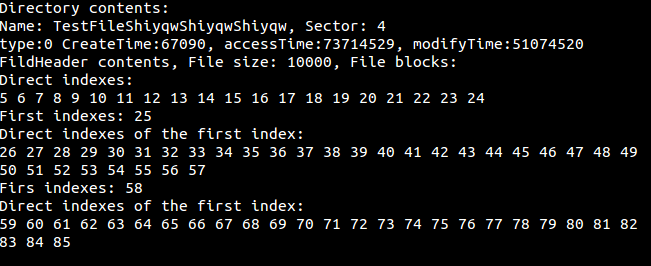 Directory contents:
Name: TestFileShiyqwShiyqwShiyqw, Sector: 4
type:0 CreateTime:67090, accessTime:73714529, modifyTime:51074520
FildHeader contents, File size: 10000, File blocks:
Direct indexes:
5 6 7 8 9 10 11 12 13 14 15 16 17 18 19 20 21 22 23 24
First indexes: 25
Direct indexes of the first index:
26 27 28 29 30 31 32 33 34 35 36 37 38 39 40 41 42 43 44 45 46 47 48 49
50 51 52 53 54 55 56 57
Firs indexes: 58
Direct indexes of the first index:
59 60 61 62 63 64 65 66 67 68 69 70 71 72 73 74 75 76 77 78 79 80 81 82
83 84 85